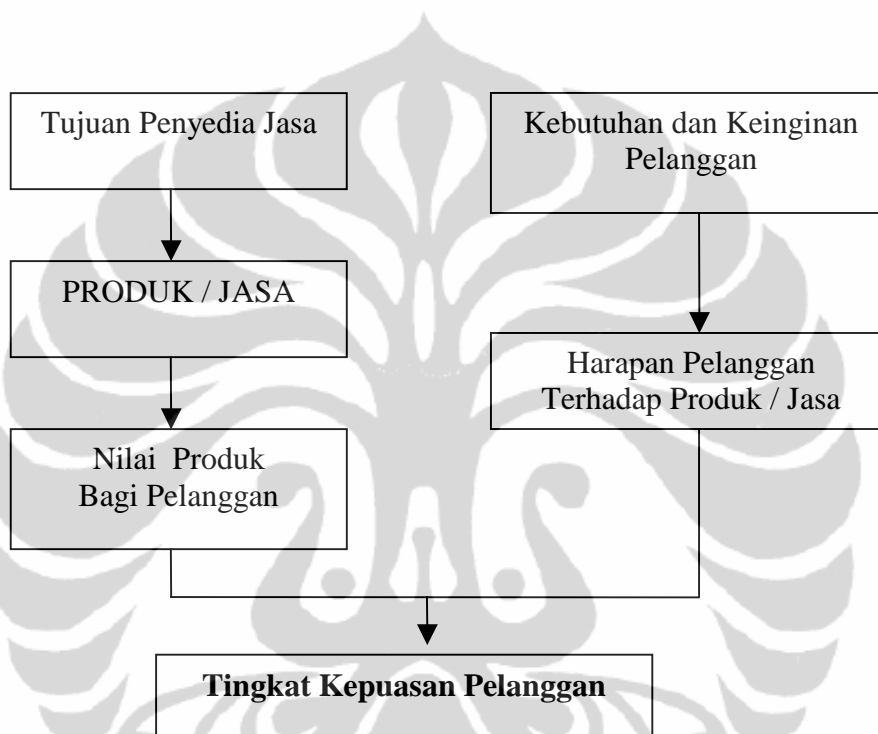 Tujuan Penyedia Jasa
Kebutuhan dan Keinginan
Pelanggan
PRODUK / JASA
Harapan Pelanggan
Terhadap Produk / Jasa
Nilai Produk
Bagi Pelanggan
Tingkat Kepuasan Pelanggan